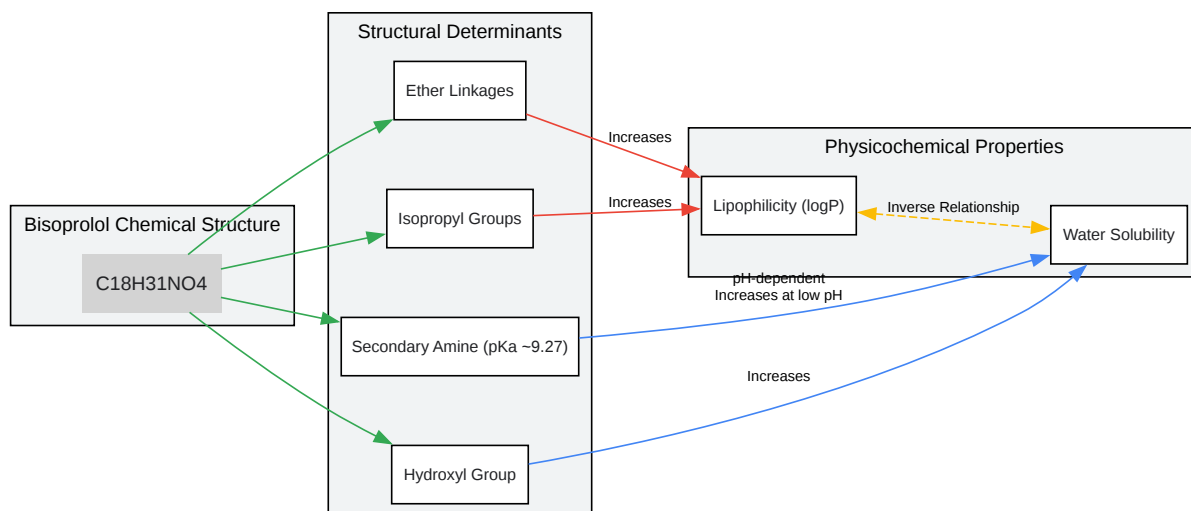 Structural Determinants
Ether Linkages
Increases
Physicochemical Properties
Isopropyl Groups
Increases
Lipophilicity (logP)
Inverse Relationship
Water Solubility
Bisoprolol Chemical Structure
C18H31NO4
pH-dependent
Increases at low pH
Secondary Amine (pKa ~9.27)
Increases
Hydroxyl Group